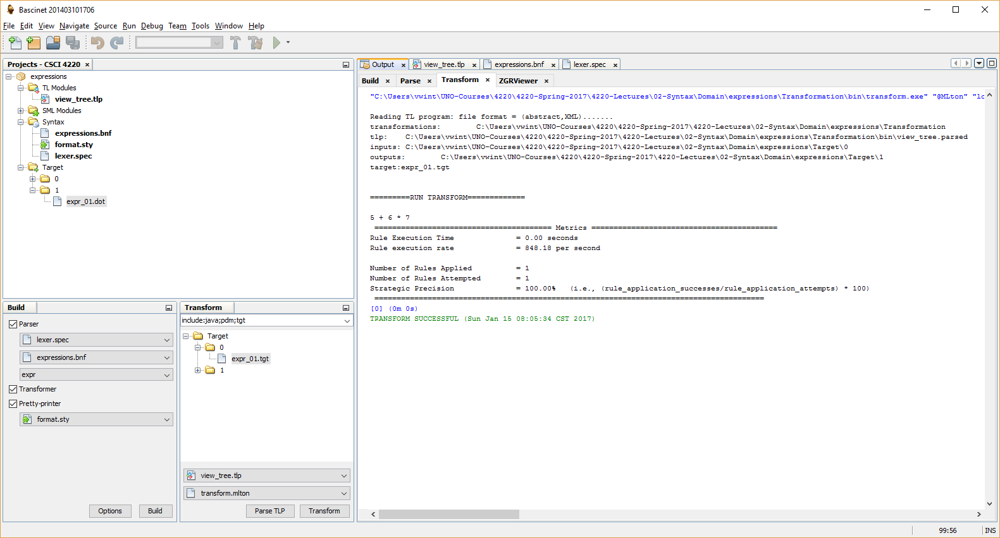 Bascinet 201403101706
File Edit View Navigate Source Run Debug Team Tools Window Help
Projects - CSCI 4220
expressions
TL Modules
view_tree.tlp
SML Modules
Syntax
expressions.bnf
format.sty
lexer.spec
Target
0
1
expr_01.dot
Build
Parser
lexer.spec
expressions.bnf
expr
Transformer
Pretty-printer
format.sty
Options Build
Transform
include:java;pdm;tgt
Target
0
expr_01.tgt
1
view_tree.tlp
transform.mlton
Parse TLP Transform
Output view_tree.tlp expressions.bnf lexer.spec
Build Parse Transform ZGRViewer
"C:\Users\vwint\UNO-Courses\4220\4220-Spring-2017\4220-Lectures\02-Syntax\Domain\expressions\Transformation\bin\transform.exe" "@MLton" "lo
Reading TL program: file format = (abstract,XML).......
transformations: C:\Users\vwint\UNO-Courses\4220\4220-Spring-2017\4220-Lectures\02-Syntax\Domain\expressions\Transformation
tlp: C:\Users\vwint\UNO-Courses\4220\4220-Spring-2017\4220-Lectures\02-Syntax\Domain\expressions\Transformation\bin\view_tree.parsed
inputs: C:\Users\vwint\UNO-Courses\4220\4220-Spring-2017\4220-Lectures\02-Syntax\Domain\expressions\Target\0
outputs: C:\Users\vwint\UNO-Courses\4220\4220-Spring-2017\4220-Lectures\02-Syntax\Domain\expressions\Target\1
target:expr_01.tgt
=========RUN TRANSFORM=============
5 + 6 * 7
======================================== Metrics ==========================================
Rule Execution Time = 0.00 seconds
Rule execution rate = 848.18 per second
Number of Rules Applied = 1
Number of Rules Attempted = 1
Strategic Precision = 100.00% (i.e., (rule_application_successes/rule_application_attempts) * 100)
========================================================================================
[0] (0m 0s)
TRANSFORM SUCCESSFUL (Sun Jan 15 08:05:34 CST 2017)
99:56 INS